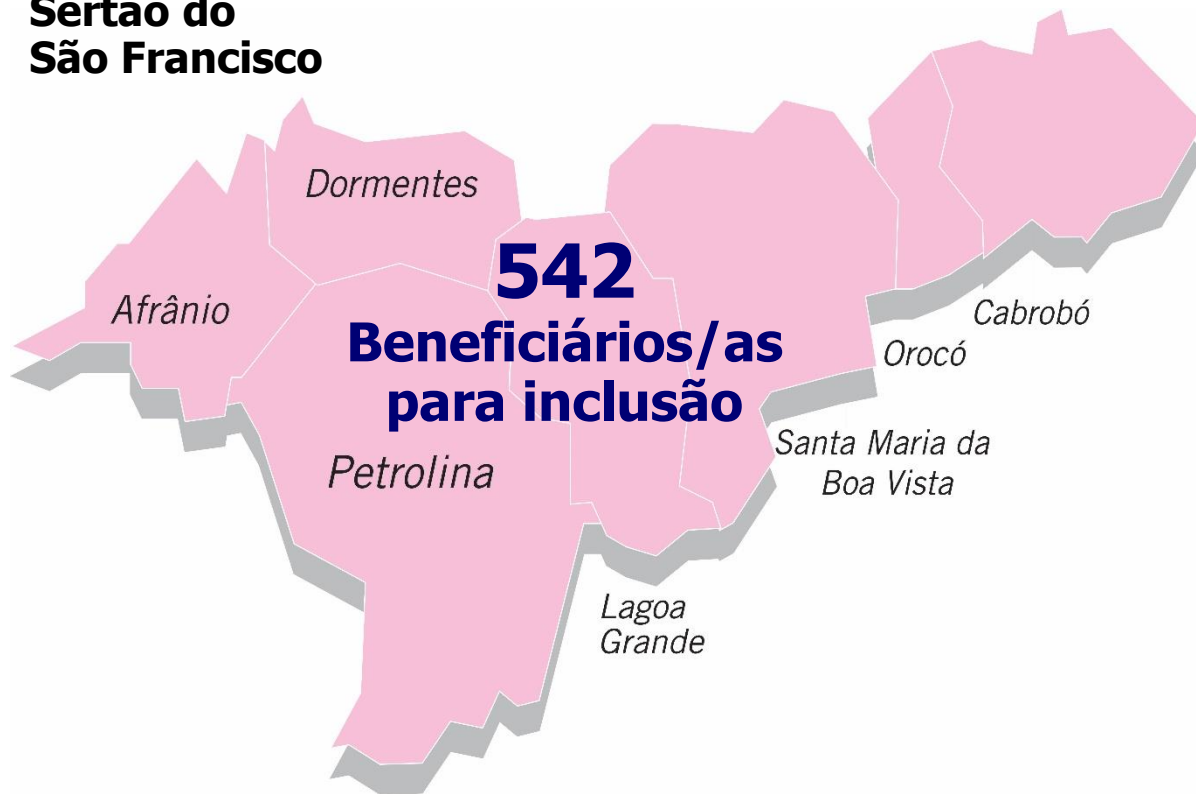 Sertão do
São Francisco
Dormentes
542
Afrânio
Beneficiários/as
Cabrobó
Orocó
para inclusão
Petrolina
Santa Maria da
Boa Vista
Lagoa
Grande